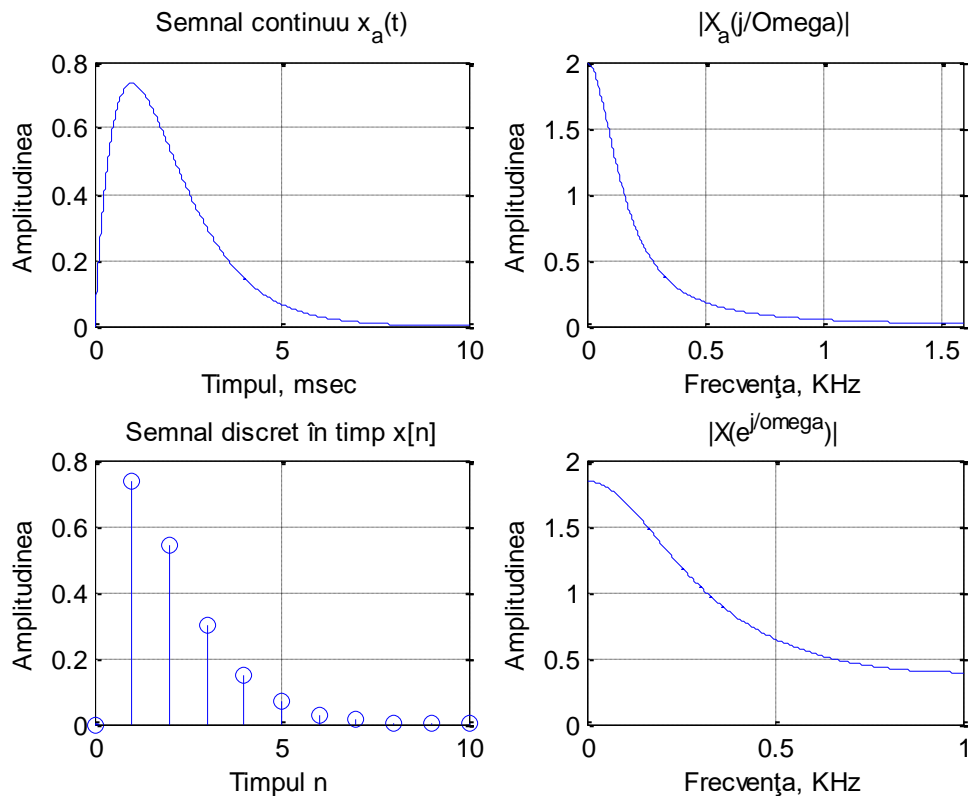 Semnal continuu x_a(t)
0.8
0.6
0.4
0.2
0
0 5 10
Amplitudinea
Timpul, msec
|X_a(j/Omega)|
2
1.5
1
0.5
0
0 0.5 1 1.5
Amplitudinea
Frecvenţa, KHz
Semnal discret în timp x[n]
0.8
0.6
0.4
0.2
0
0 5 10
Amplitudinea
Timpul n
|X(e^j/omega)|
2
1.5
1
0.5
0
0 0.5 1
Amplitudinea
Frecvenţa, KHz